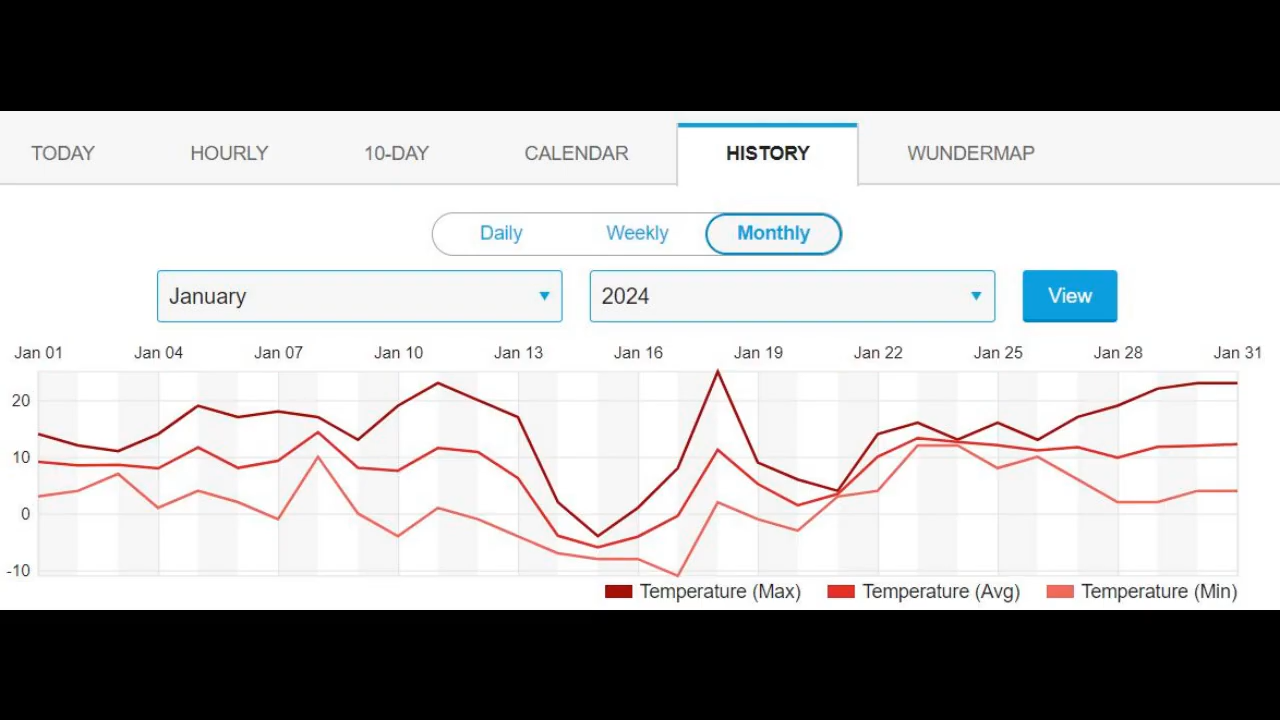 TODAY HOURLY 10-DAY CALENDAR HISTORY WUNDERMAP
Daily Weekly Monthly
January 2024 View
Jan 01 Jan 04 Jan 07 Jan 10 Jan 13 Jan 16 Jan 19 Jan 22 Jan 25 Jan 28 Jan 31
20
10
0
-10
Temperature (Max) Temperature (Avg) Temperature (Min)